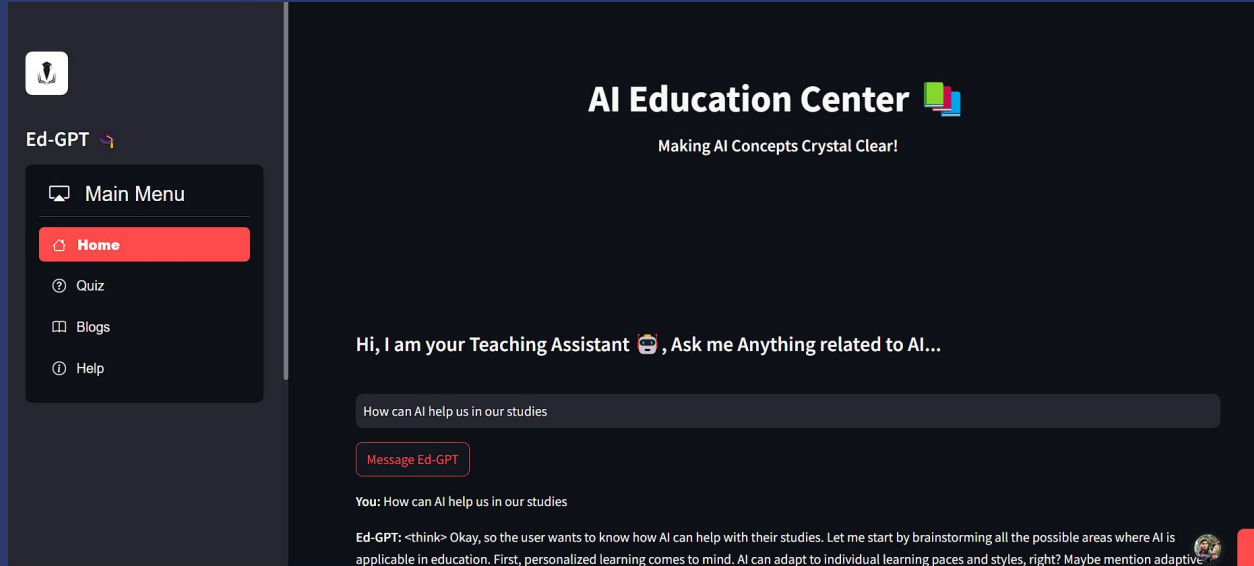 Ed-GPT
Main Menu
Home
Quiz
Blogs
Help
AI Education Center
Making AI Concepts Crystal Clear!
Hi, I am your Teaching Assistant , Ask me Anything related to AI...
How can AI help us in our studies
Message Ed-GPT
You: How can AI help us in our studies
Ed-GPT: <think> Okay, so the user wants to know how AI can help with their studies. Let me start by brainstorming all the possible areas where AI is
applicable in education. First, personalized learning comes to mind. AI can adapt to individual learning paces and styles, right? Maybe mention adaptive